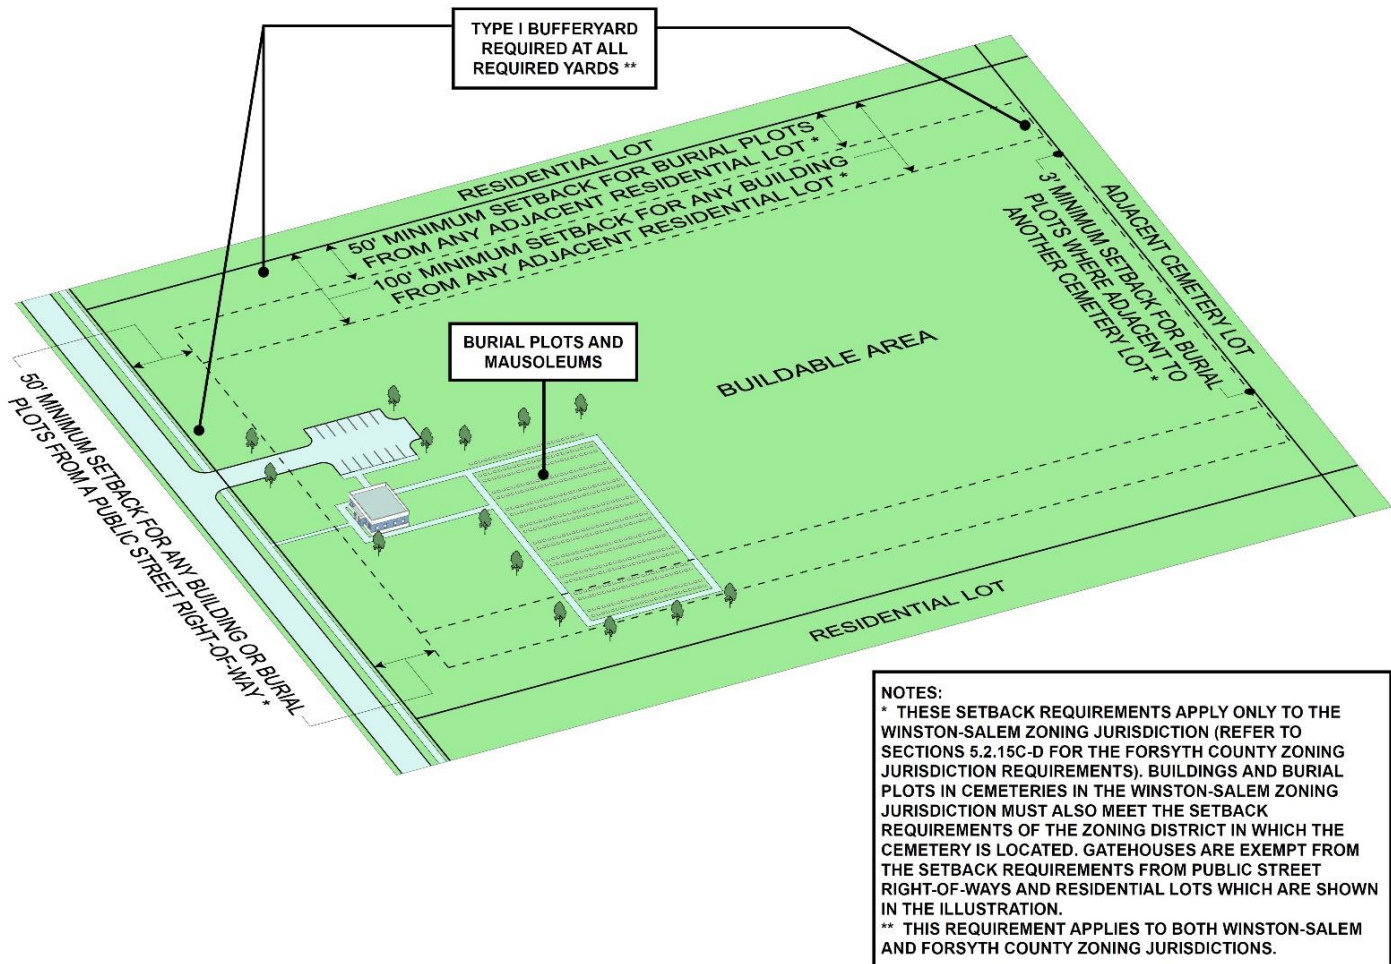 TYPE I BUFFERYARD
REQUIRED AT ALL
REQUIRED YARDS **
RESIDENTIAL LOT
50' MINIMUM SETBACK FOR BURIAL PLOTS
FROM ANY ADJACENT RESIDENTIAL LOT *
100' MINIMUM SETBACK FOR ANY BUILDING
FROM ANY ADJACENT RESIDENTIAL LOT *
ADJACENT CEMETERY LOT
3' MINIMUM SETBACK FOR BURIAL
PLOTS WHERE ADJACENT TO
ANOTHER CEMETERY LOT *
BURIAL PLOTS AND
MAUSOLEUMS
BUILDABLE AREA
50' MINIMUM SETBACK FOR ANY BUILDING OR BURIAL
PLOTS FROM A PUBLIC STREET RIGHT-OF-WAY *
RESIDENTIAL LOT
NOTES:
* THESE SETBACK REQUIREMENTS APPLY ONLY TO THE
WINSTON-SALEM ZONING JURISDICTION (REFER TO
SECTIONS 5.2.15C-D FOR THE FORSYTH COUNTY ZONING
JURISDICTION REQUIREMENTS). BUILDINGS AND BURIAL
PLOTS IN CEMETERIES IN THE WINSTON-SALEM ZONING
JURISDICTION MUST ALSO MEET THE SETBACK
REQUIREMENTS OF THE ZONING DISTRICT IN WHICH THE
CEMETERY IS LOCATED. GATEHOUSES ARE EXEMPT FROM
THE SETBACK REQUIREMENTS FROM PUBLIC STREET
RIGHT-OF-WAYS AND RESIDENTIAL LOTS WHICH ARE SHOWN
IN THE ILLUSTRATION.
** THIS REQUIREMENT APPLIES TO BOTH WINSTON-SALEM
AND FORSYTH COUNTY ZONING JURISDICTIONS.